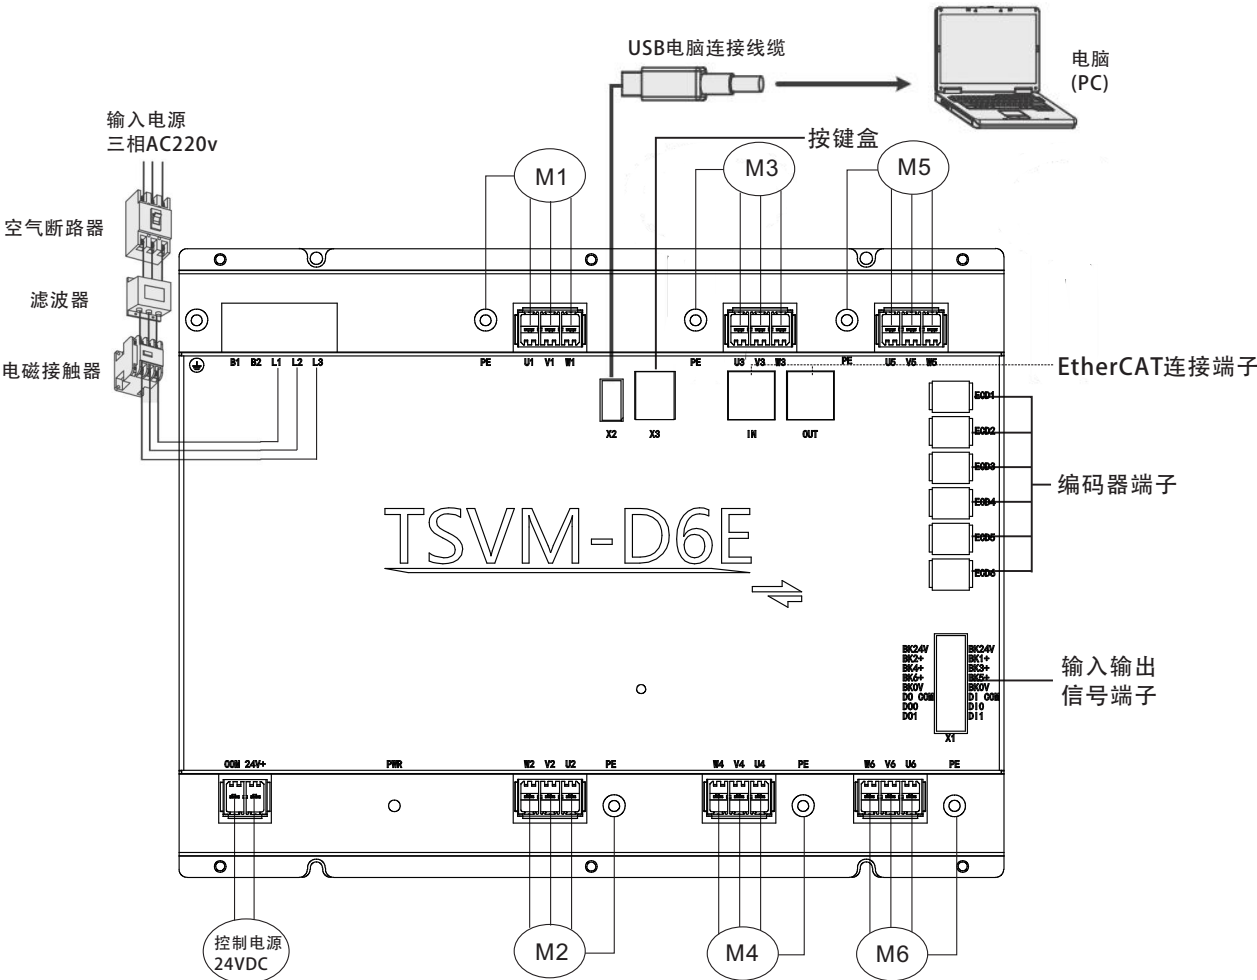 USB电脑连接线缆
电脑
(PC)
输入电源
三相AC220v
按键盒
M1
M3
M5
空气断路器
滤波器
电磁接触器
B1 B2 L1 L2 L3
PE
U1 V1 W1
PE
U3 V3 W3
PE
U5 V5 W5
EtherCAT连接端子
X2
X3
IN
OUT
ECD1
ECD2
ECD3
ECD4
ECD5
ECD6
编码器端子
TSVM-D6E
BK24V
BK2+
BK4+
BK6+
BK0V
DO COM
DO0
DO1
BK24V
BK1+
BK3+
BK5+
BK0V
DI COM
DI0
DI1
X1
输入输出
信号端子
COM 24V+
PWR
W2 V2 U2
PE
W4 V4 U4
PE
W6 V6 U6
PE
控制电源
24VDC
M2
M4
M6